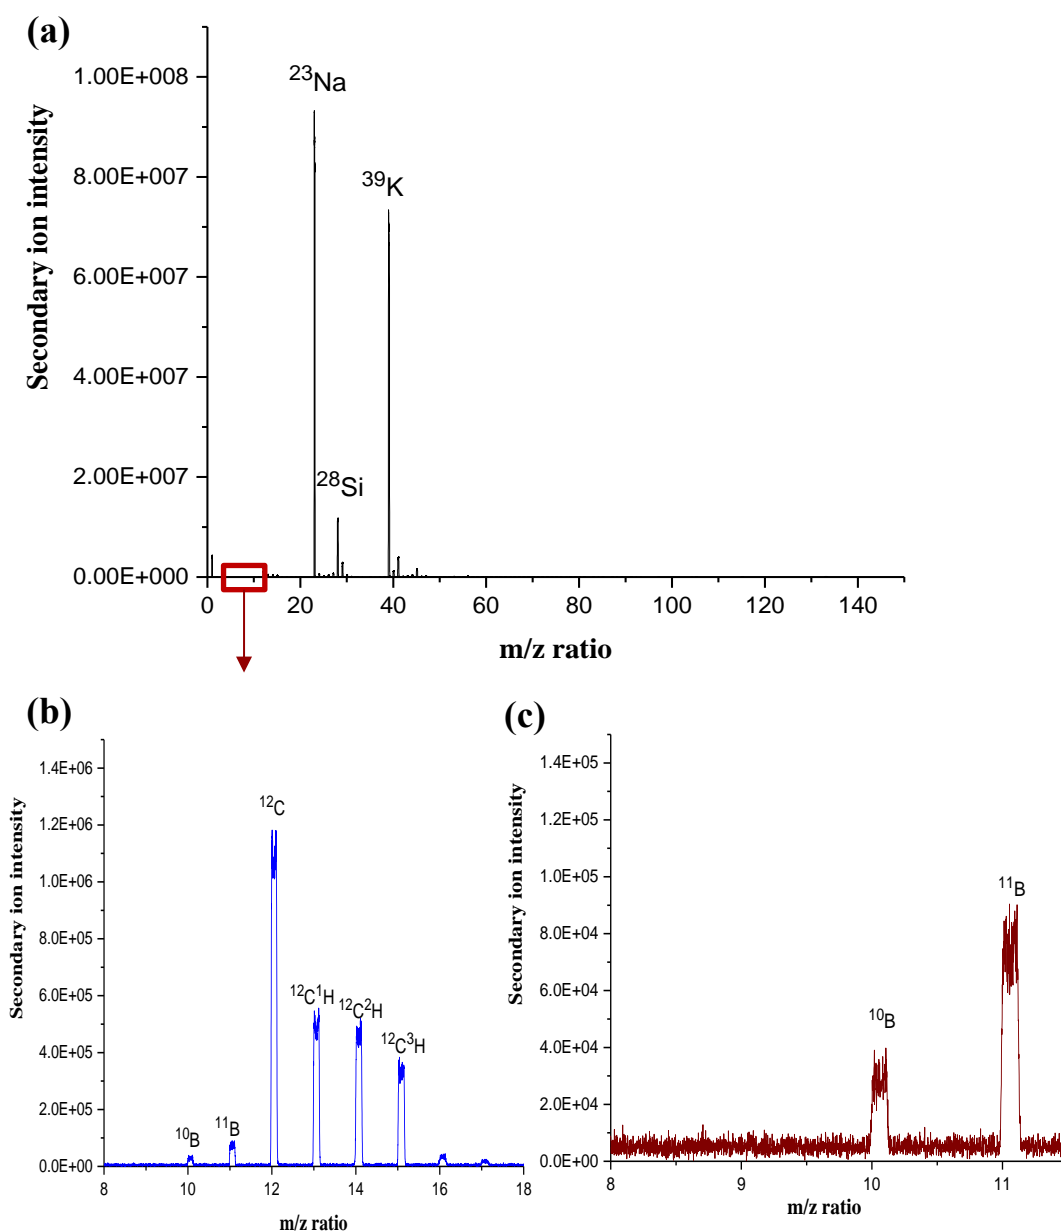 (a)
Secondary ion intensity
1.00E+008
8.00E+007
6.00E+007
4.00E+007
2.00E+007
0.00E+000
²³Na
³⁹K
²⁸Si
0 20 40 60 80 100 120 140
m/z ratio
(b)
Secondary ion intensity
1.4E+06
1.2E+06
1.0E+06
8.0E+05
6.0E+05
4.0E+05
2.0E+05
0.0E+00
¹⁰B
¹¹B
¹²C
¹²C¹H
¹²C²H
¹²C³H
8 10 12 14 16 18
m/z ratio
(c)
Secondary ion intensity
1.4E+05
1.2E+05
1.0E+05
8.0E+04
6.0E+04
4.0E+04
2.0E+04
0.0E+00
¹⁰B
¹¹B
8 9 10 11
m/z ratio